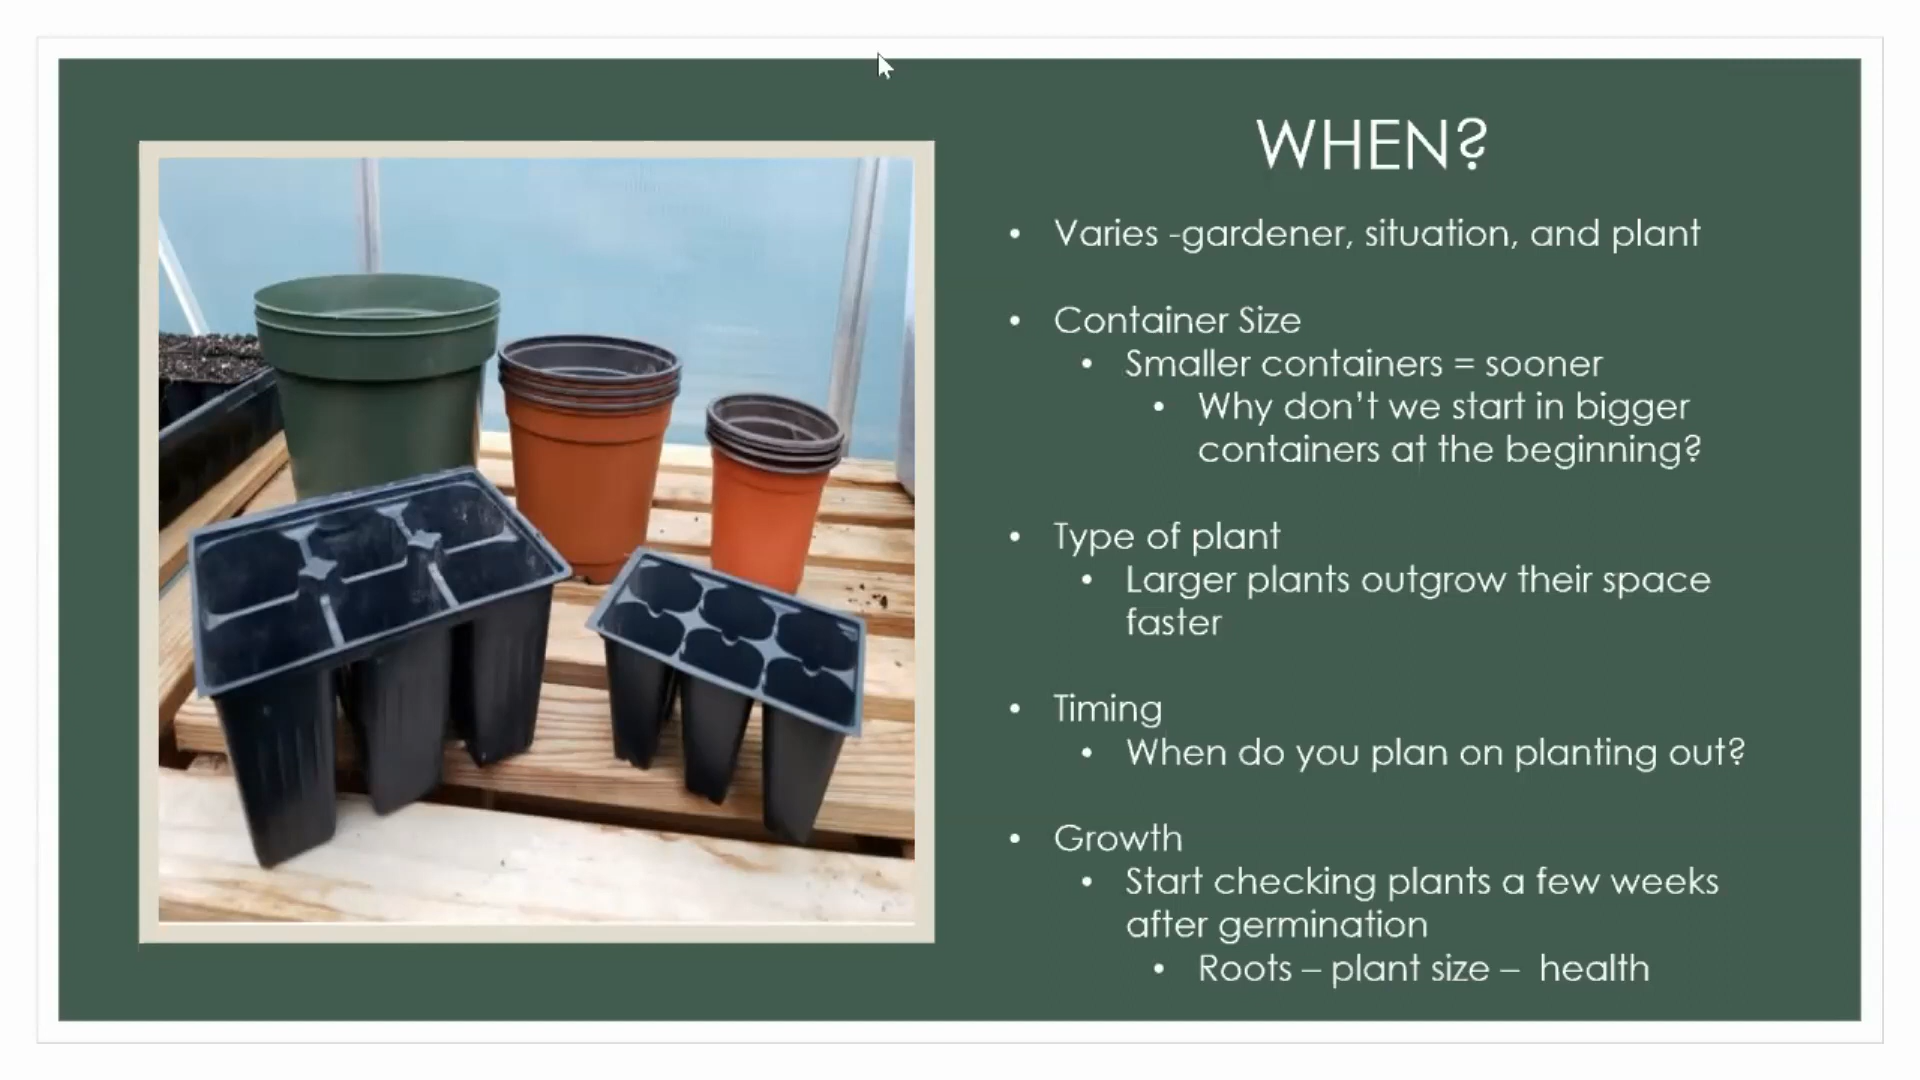 WHEN?
• Varies -gardener, situation, and plant
• Container Size
• Smaller containers = sooner
• Why don't we start in bigger
containers at the beginning?
• Type of plant
• Larger plants outgrow their space
faster
• Timing
• When do you plan on planting out?
• Growth
• Start checking plants a few weeks
after germination
• Roots – plant size –  health